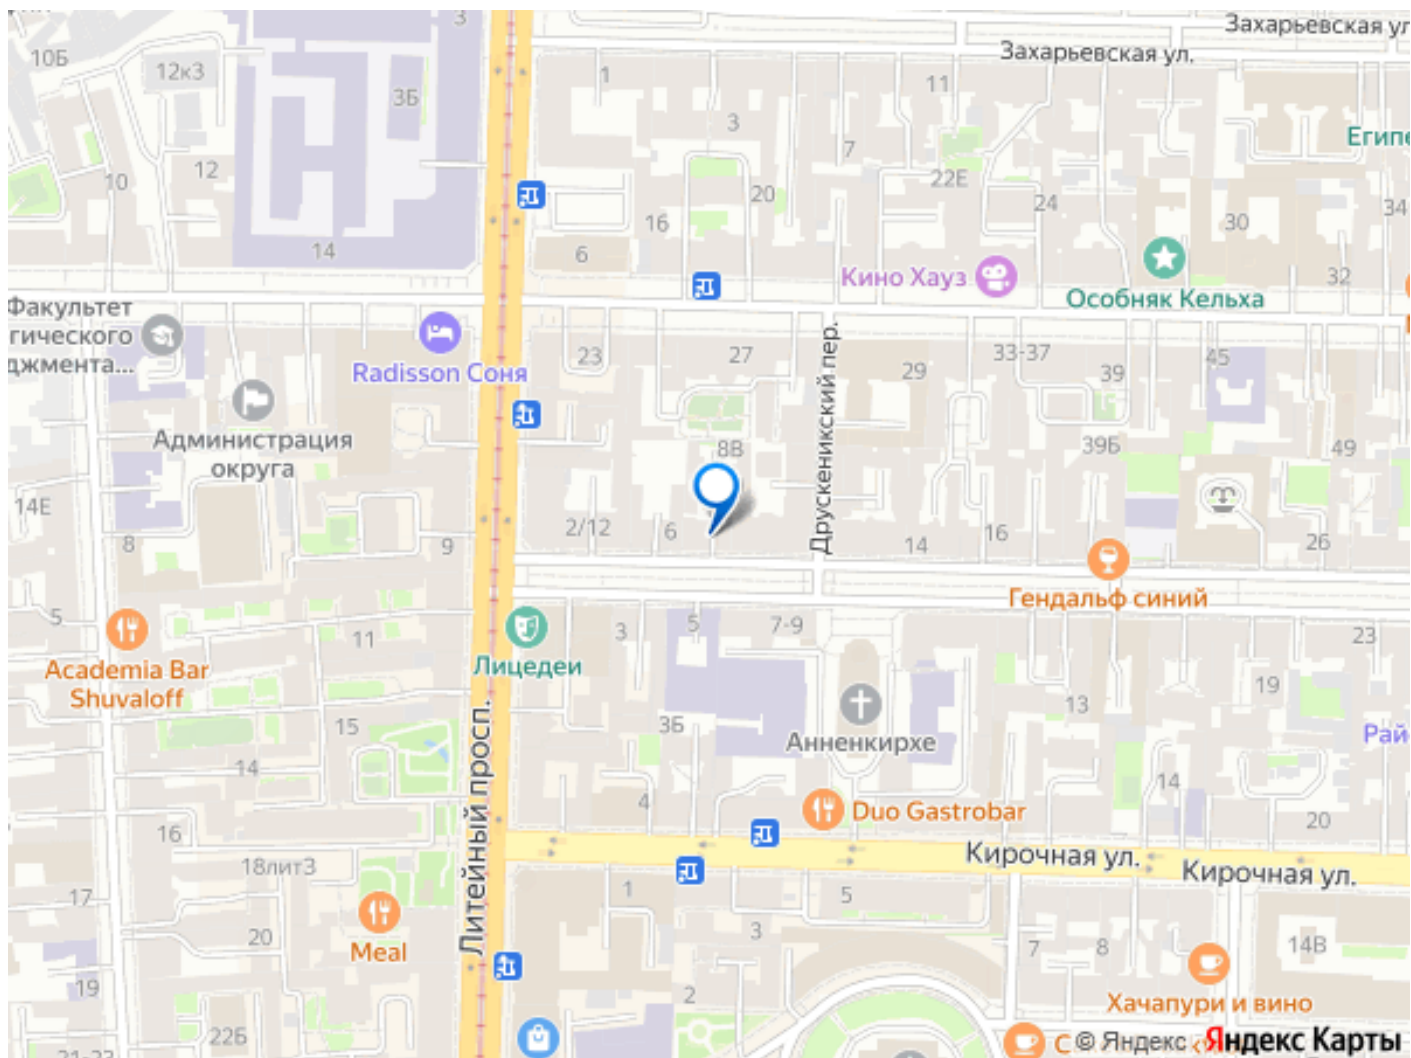 3
Захарьевская ул
Захарьевская ул.
10Б
12к3
3Б
1
11
3
7
Египе
12
10
22Е
20
24
34
16
30
14
6
32
Кино Хауз
Особняк Кельха
Факультет
гического
джмента...
Radisson Соня
23
27
29
33-37
39
45
Друскеникский пер.
Администрация
округа
8В
39Б
49
14Е
8
9
2/12
6
14
16
26
Гендальф синий
5
11
Лицедеи
3
5
7-9
23
Academia Bar
Shuvaloff
19
13
15
3Б
Анненкирхе
Рай
14
14
4
Duo Gastrobar
20
16
Литейный просп.
Кирочная ул.
Кирочная ул.
18лит3
17
1
5
20
Meal
3
7
8
14В
19
2
Хачапури и вино
22Б
21-23
С
© Яндекс Яндекс Карты